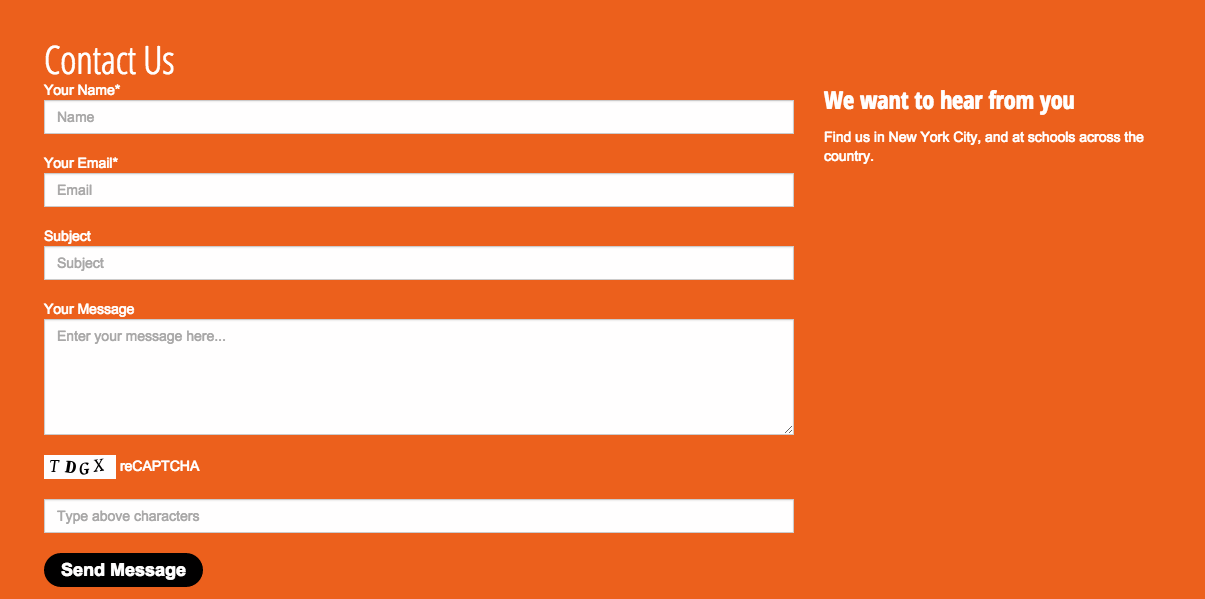 Contact Us
Your Name*
Name
Your Email*
Email
Subject
Subject
Your Message
Enter your message here...
TDGX reCAPTCHA
Type above characters
Send Message
We want to hear from you
Find us in New York City, and at schools across the
country.